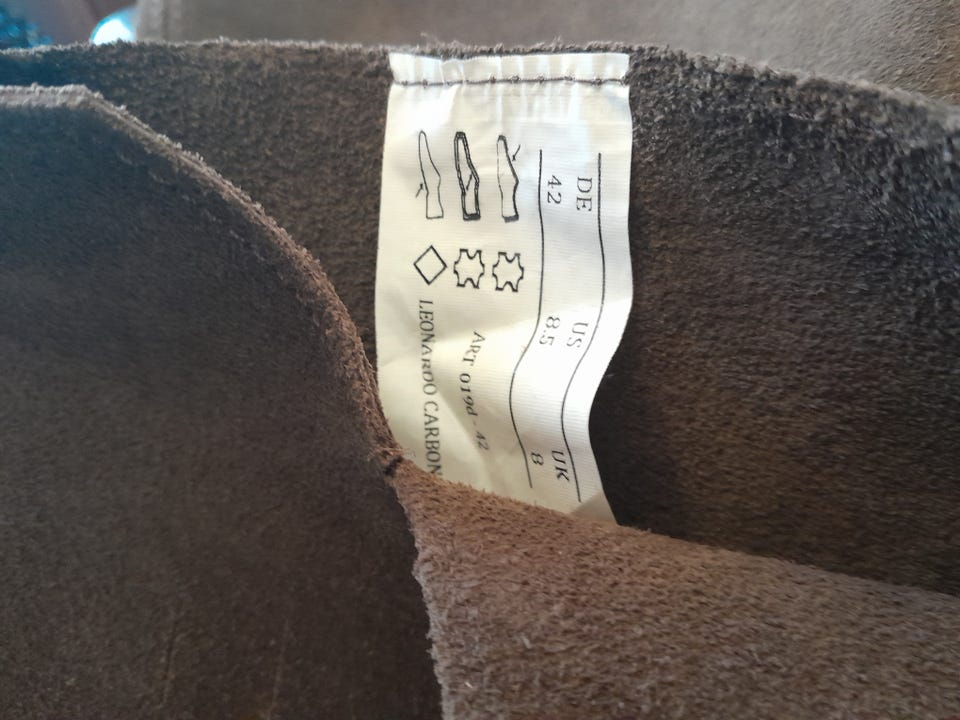 DE US UK
42 8.5 8
ART 019d - 42
LEONARDO CARBON